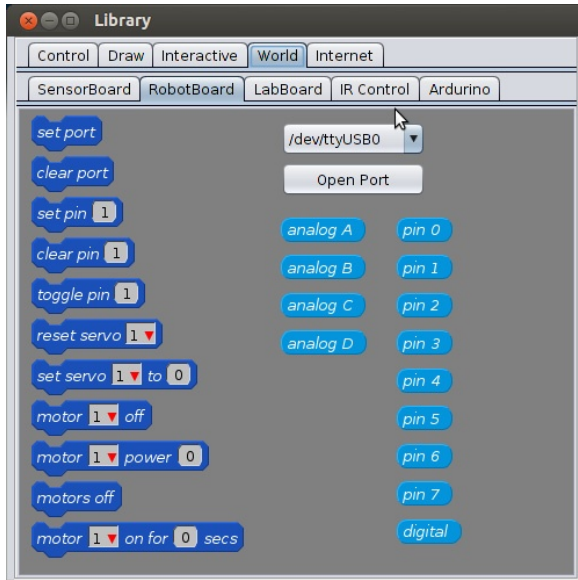 Library
Control Draw Interactive World Internet
SensorBoard RobotBoard LabBoard IR Control Ardurino
set port
clear port
set pin 1
clear pin 1
toggle pin 1
reset servo 1
set servo 1 to 0
motor 1 off
motor 1 power 0
motors off
motor 1 on for 0 secs
/dev/ttyUSB0
Open Port
analog A
analog B
analog C
analog D
pin 0
pin 1
pin 2
pin 3
pin 4
pin 5
pin 6
pin 7
digital